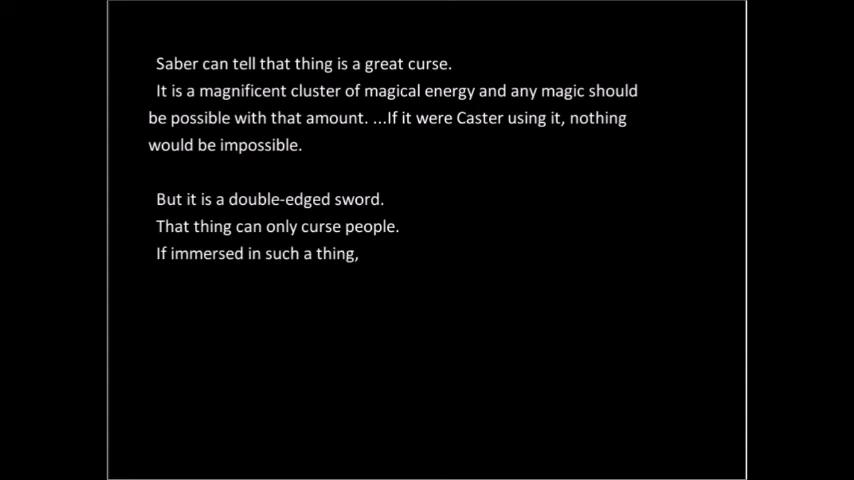 Saber can tell that thing is a great curse.
It is a magnificent cluster of magical energy and any magic should
be possible with that amount. ...If it were Caster using it, nothing
would be impossible.
But it is a double-edged sword.
That thing can only curse people.
If immersed in such a thing,